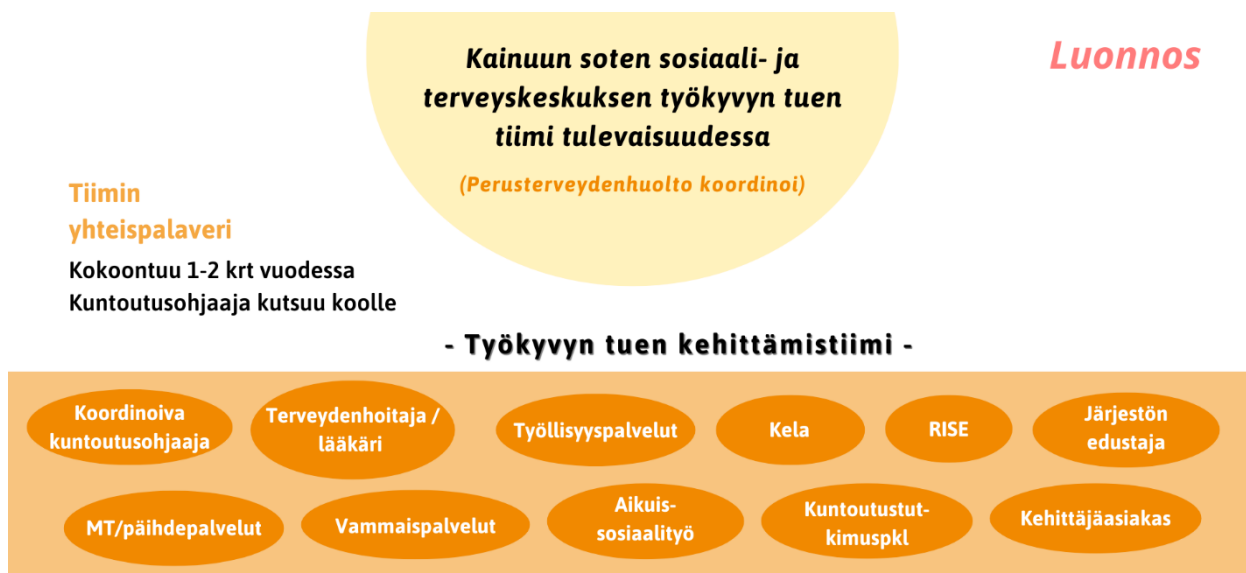 Kainuun soten sosiaali- ja
terveyskeskuksen työkyvyn tuen
tiimi tulevaisuudessa
(Perusterveydenhuolto koordinoi)
Luonnos
Tiimin
yhteispalaveri
Kokoontuu 1-2 krt vuodessa
Kuntoutusohjaaja kutsuu koolle
- Työkyvyn tuen kehittämistiimi -
Koordinoiva
kuntoutusohjaaja
Terveydenhoitaja /
lääkäri
Työllisyyspalvelut
Kela
RISE
Järjestön
edustaja
MT/päihdepalvelut
Vammaispalvelut
Aikuis-
sosiaalityö
Kuntoutustut-
kimuspkl
Kehittäjäasiakas